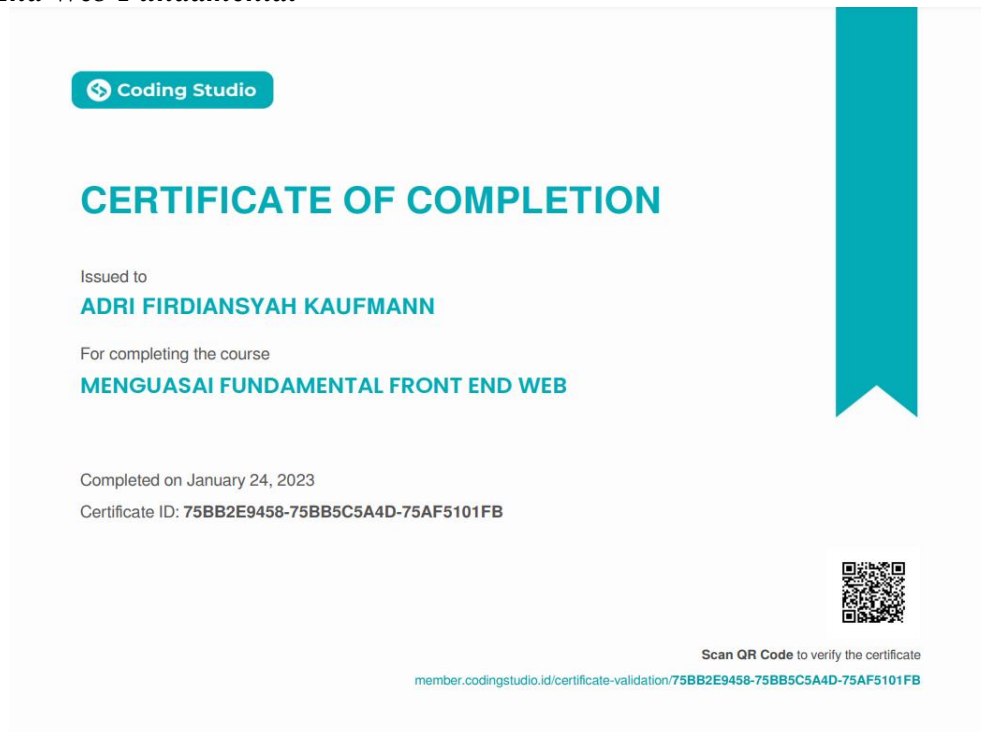 Coding Studio
CERTIFICATE OF COMPLETION
Issued to
ADRI FIRDIANSYAH KAUFMANN
For completing the course
MENGUASAI FUNDAMENTAL FRONT END WEB
Completed on January 24, 2023
Certificate ID: 75BB2E9458-75BB5C5A4D-75AF5101FB
Scan QR Code to verify the certificate
member.codingstudio.id/certificate-validation/75BB2E9458-75BB5C5A4D-75AF5101FB